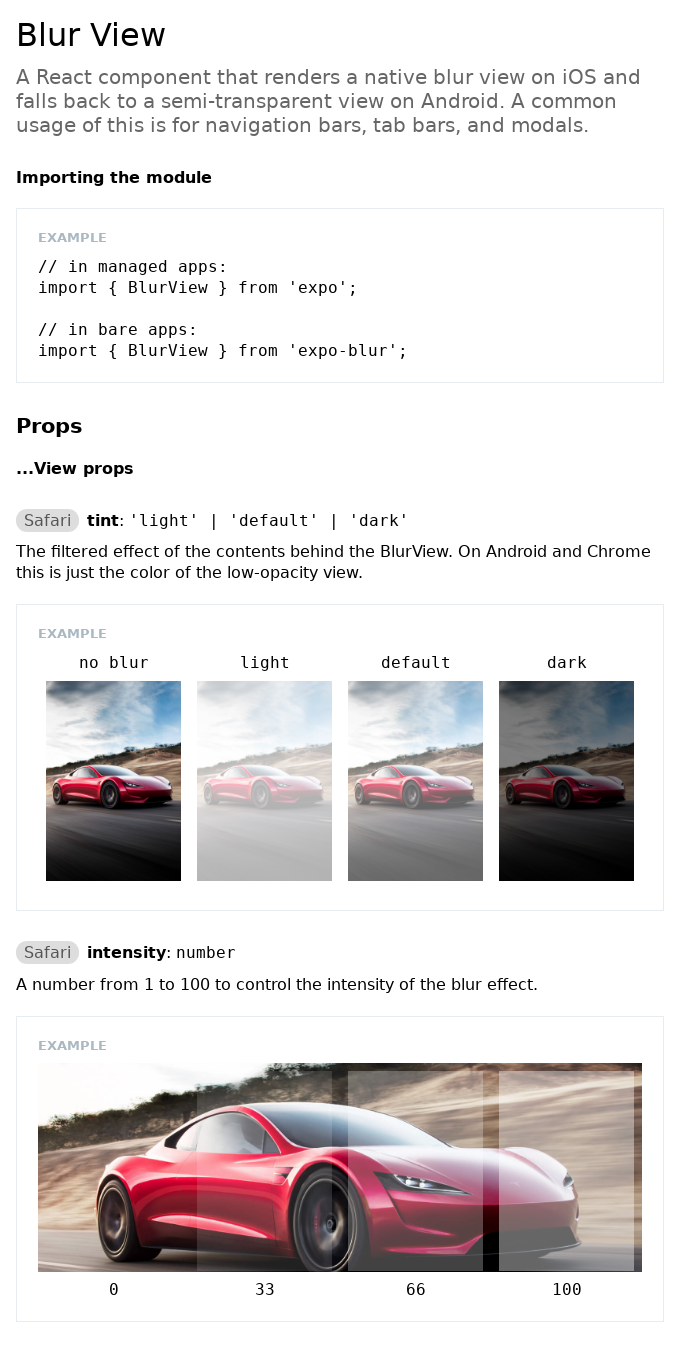 Blur View
A React component that renders a native blur view on iOS and
falls back to a semi-transparent view on Android. A common
usage of this is for navigation bars, tab bars, and modals.
Importing the module
EXAMPLE
// in managed apps:
import { BlurView } from 'expo';
// in bare apps:
import { BlurView } from 'expo-blur';
Props
...View props
Safari tint: 'light' | 'default' | 'dark'
The filtered effect of the contents behind the BlurView. On Android and Chrome
this is just the color of the low-opacity view.
EXAMPLE
no blur light default dark
Safari intensity: number
A number from 1 to 100 to control the intensity of the blur effect.
EXAMPLE
0 33 66 100